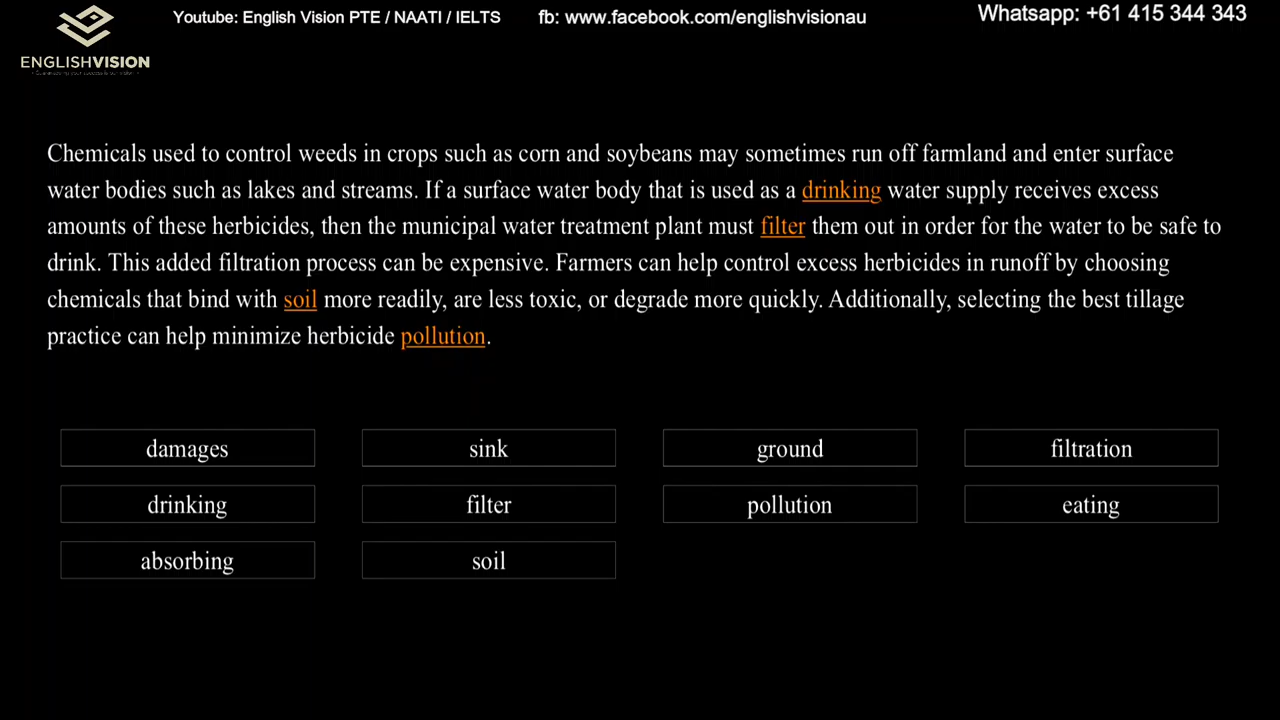 Youtube: English Vision PTE / NAATI / IELTS fb: www.facebook.com/englishvisionau Whatsapp: +61 415 344 343
ENGLISHVISION
Chemicals used to control weeds in crops such as corn and soybeans may sometimes run off farmland and enter surface
water bodies such as lakes and streams. If a surface water body that is used as a drinking water supply receives excess
amounts of these herbicides, then the municipal water treatment plant must filter them out in order for the water to be safe to
drink. This added filtration process can be expensive. Farmers can help control excess herbicides in runoff by choosing
chemicals that bind with soil more readily, are less toxic, or degrade more quickly. Additionally, selecting the best tillage
practice can help minimize herbicide pollution.
damages sink ground filtration
drinking filter pollution eating
absorbing soil